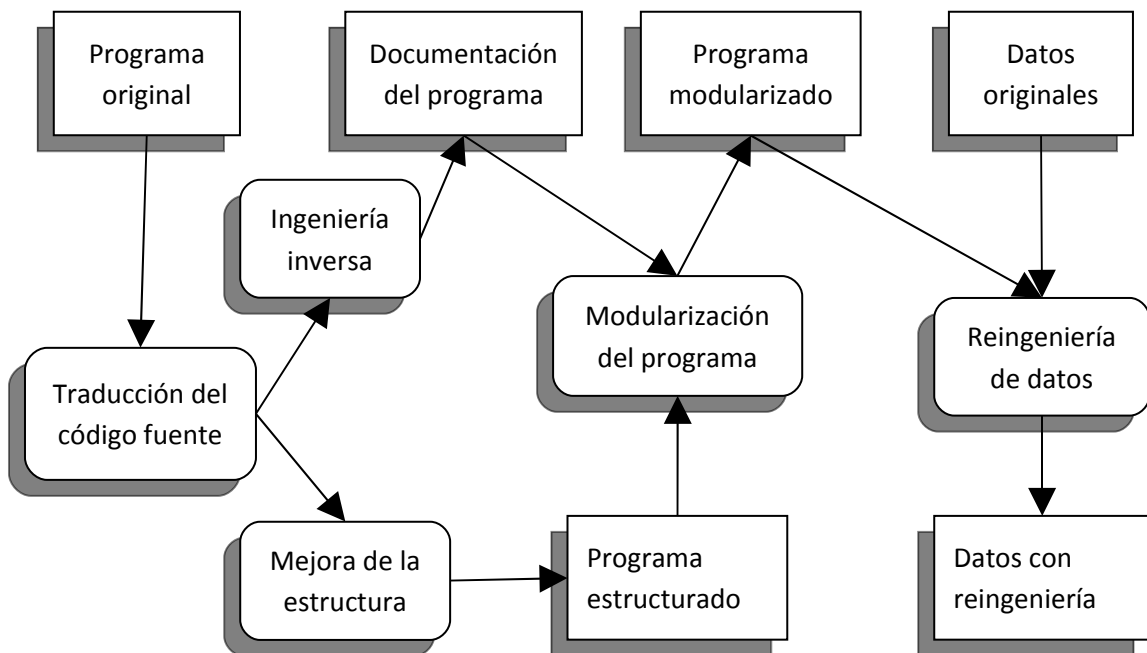 Programa
original
Documentación
del programa
Programa
modularizado
Datos
originales
Ingeniería
inversa
Modularización
del programa
Reingeniería
de datos
Traducción del
código fuente
Mejora de la
estructura
Programa
estructurado
Datos con
reingeniería